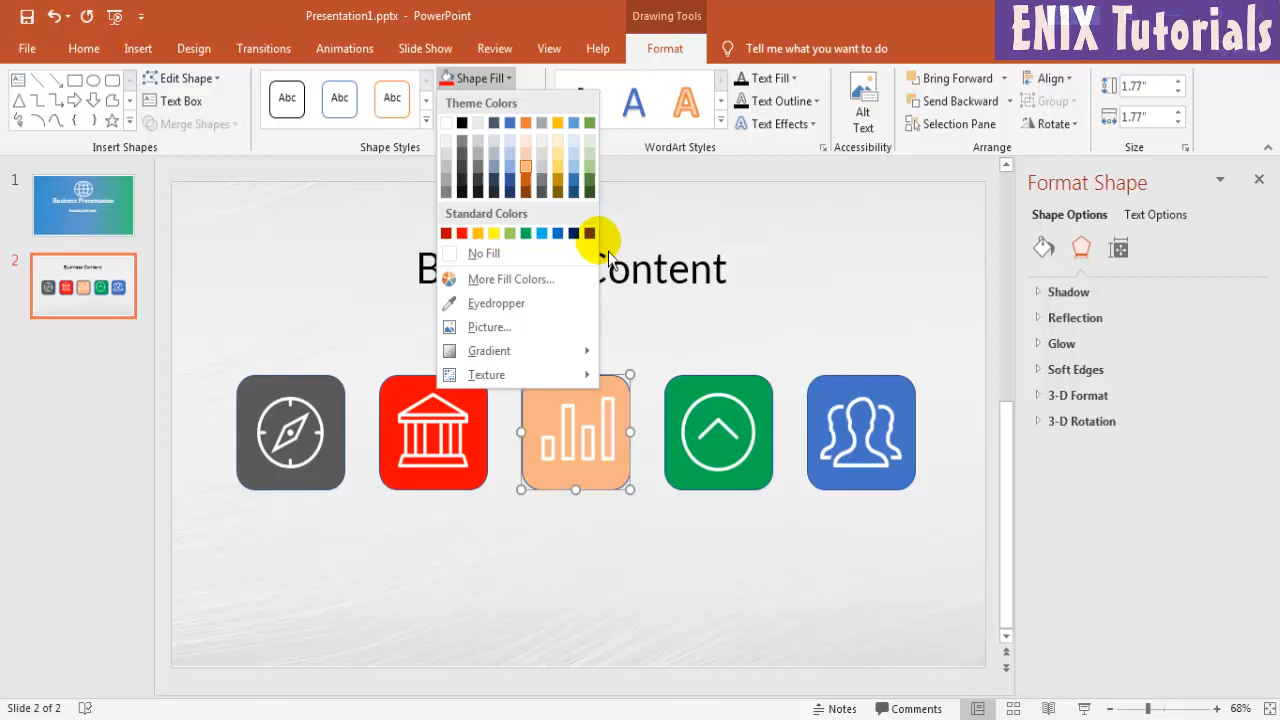 Presentation1.pptx - PowerPoint
Drawing Tools
ENIX Tutorials
File Home Insert Design Transitions Animations Slide Show Review View Help Format Tell me what you want to do
Edit Shape
Text Box
Merge Shapes
Insert Shapes
Abc Abc Abc
Shape Styles
Shape Fill
A A
WordArt Styles
Text Fill
Text Outline
Text Effects
Alt
Text
Accessibility
Bring Forward
Send Backward
Selection Pane
Align
Group
Rotate
Arrange
1.77"
1.77"
Size
Theme Colors
Standard Colors
No Fill
More Fill Colors...
Eyedropper
Picture...
Gradient
Texture
1
Business Presentation
2
Business Content
B Content
Format Shape
Shape Options Text Options
Shadow
Reflection
Glow
Soft Edges
3-D Format
3-D Rotation
Slide 2 of 2
Notes
Comments
68%